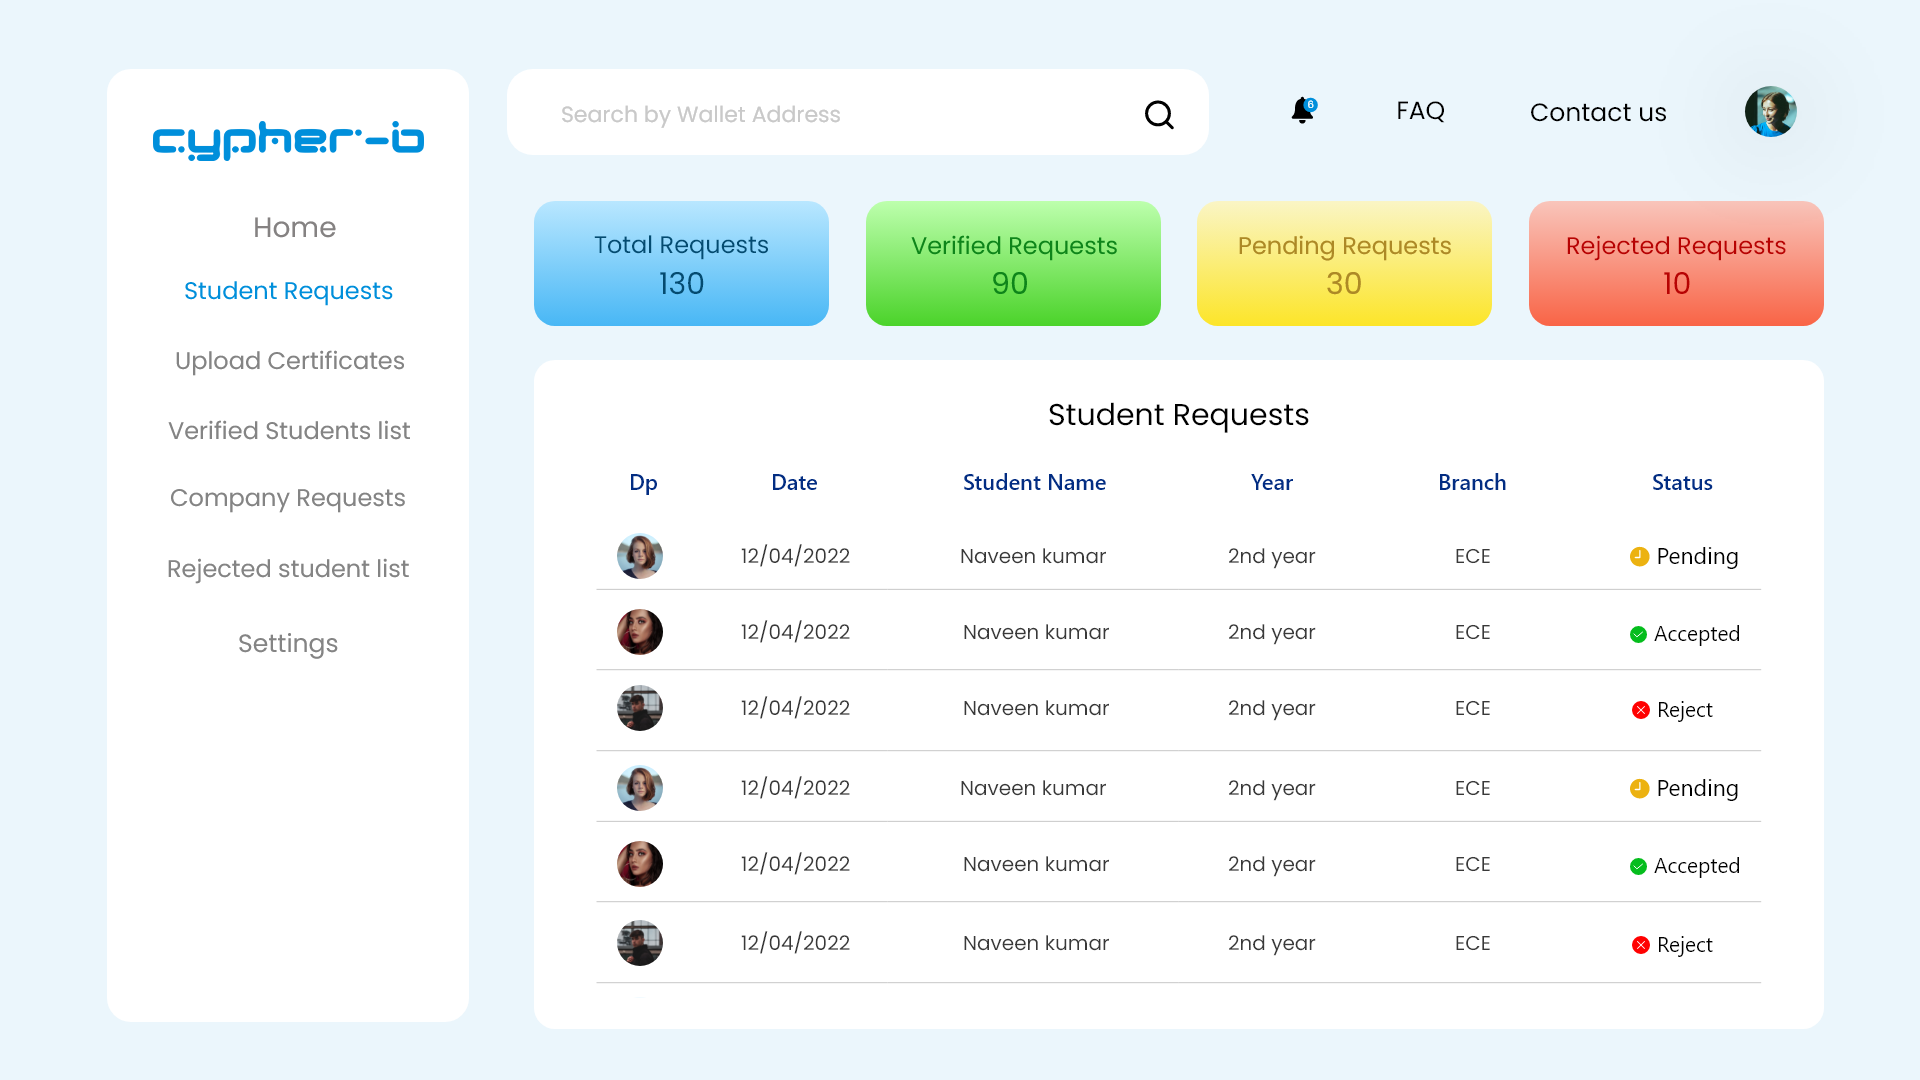 cypher-o
Home
Student Requests
Upload Certificates
Verified Students list
Company Requests
Rejected student list
Settings
Search by Wallet Address
6
FAQ
Contact us
Total Requests
130
Verified Requests
90
Pending Requests
30
Rejected Requests
10
Student Requests
Dp Date Student Name Year Branch Status
12/04/2022 Naveen kumar 2nd year ECE Pending
12/04/2022 Naveen kumar 2nd year ECE Accepted
12/04/2022 Naveen kumar 2nd year ECE Reject
12/04/2022 Naveen kumar 2nd year ECE Pending
12/04/2022 Naveen kumar 2nd year ECE Accepted
12/04/2022 Naveen kumar 2nd year ECE Reject